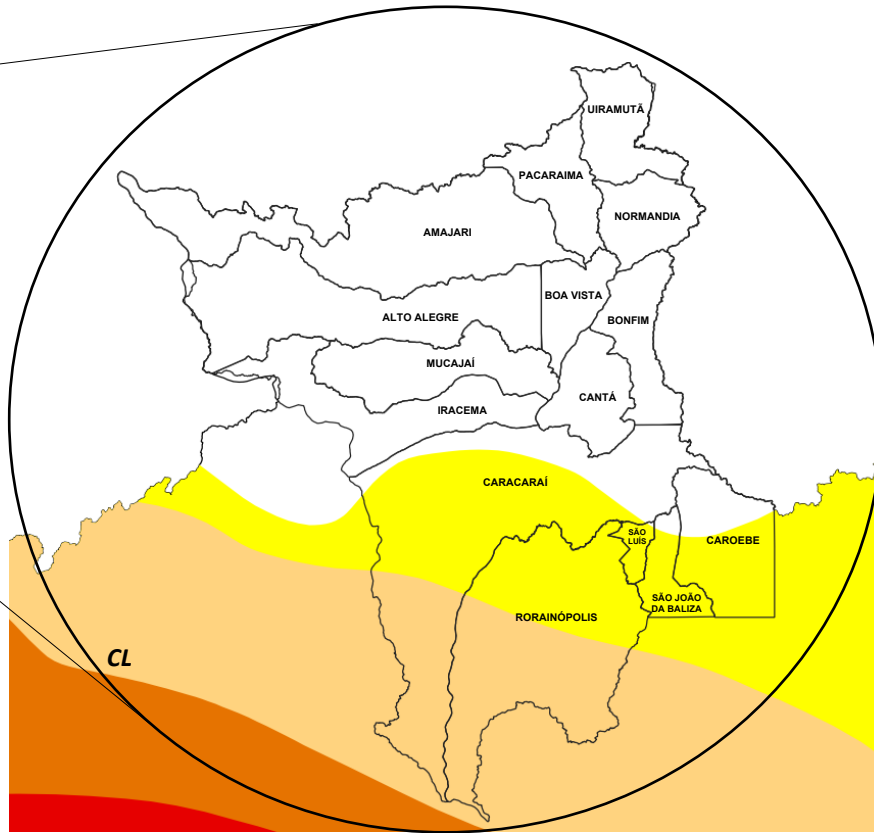 UIRAMUTÃ
PACARAIMA
NORMANDIA
AMAJARI
BOA VISTA
ALTO ALEGRE
BONFIM
MUCAJAÍ
CANTÁ
IRACEMA
CARACARAÍ
SÃO
LUÍS
CAROEBE
SÃO JOÃO
DA BALIZA
RORAINÓPOLIS
CL